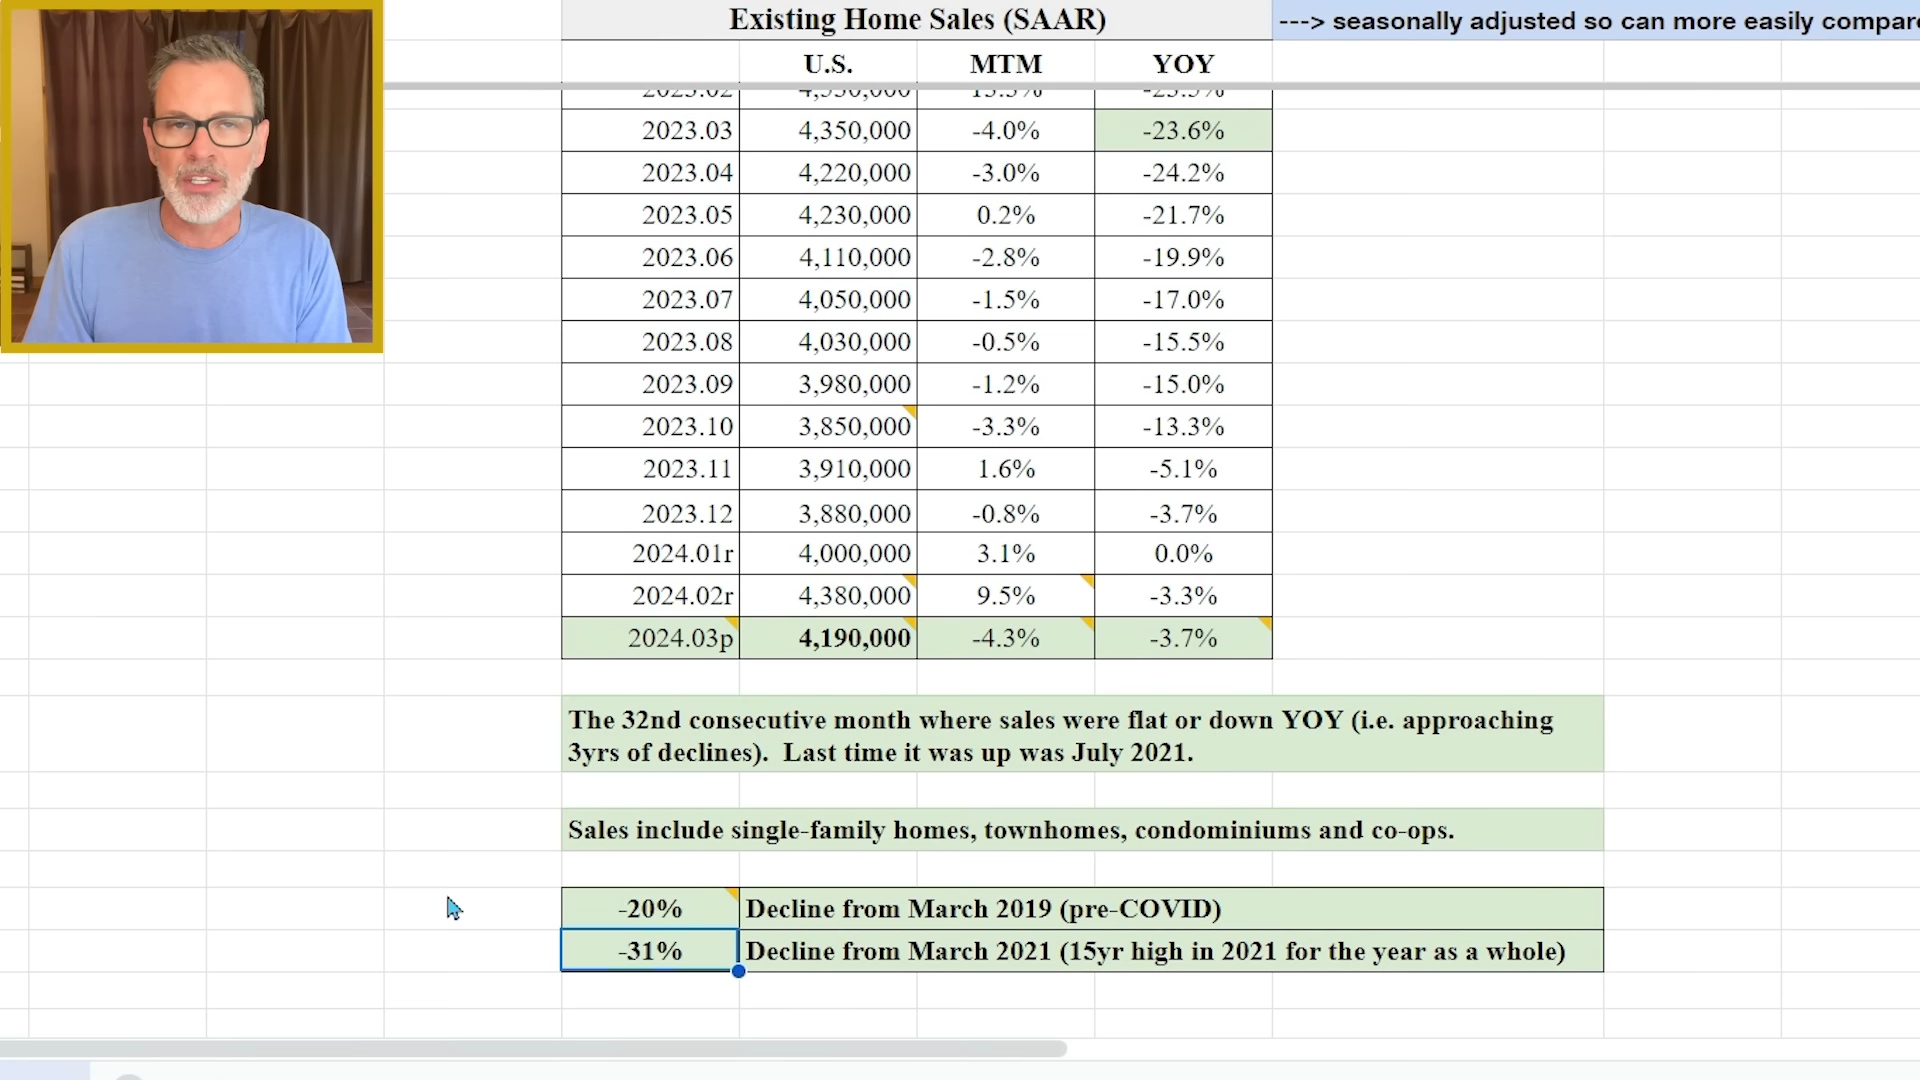 Existing Home Sales (SAAR) ---> seasonally adjusted so can more easily compare
U.S. MTM YOY
2023.03 4,350,000 -4.0% -23.6%
2023.04 4,220,000 -3.0% -24.2%
2023.05 4,230,000 0.2% -21.7%
2023.06 4,110,000 -2.8% -19.9%
2023.07 4,050,000 -1.5% -17.0%
2023.08 4,030,000 -0.5% -15.5%
2023.09 3,980,000 -1.2% -15.0%
2023.10 3,850,000 -3.3% -13.3%
2023.11 3,910,000 1.6% -5.1%
2023.12 3,880,000 -0.8% -3.7%
2024.01r 4,000,000 3.1% 0.0%
2024.02r 4,380,000 9.5% -3.3%
2024.03p 4,190,000 -4.3% -3.7%
The 32nd consecutive month where sales were flat or down YOY (i.e. approaching
3yrs of declines). Last time it was up was July 2021.
Sales include single-family homes, townhomes, condominiums and co-ops.
-20% Decline from March 2019 (pre-COVID)
-31% Decline from March 2021 (15yr high in 2021 for the year as a whole)